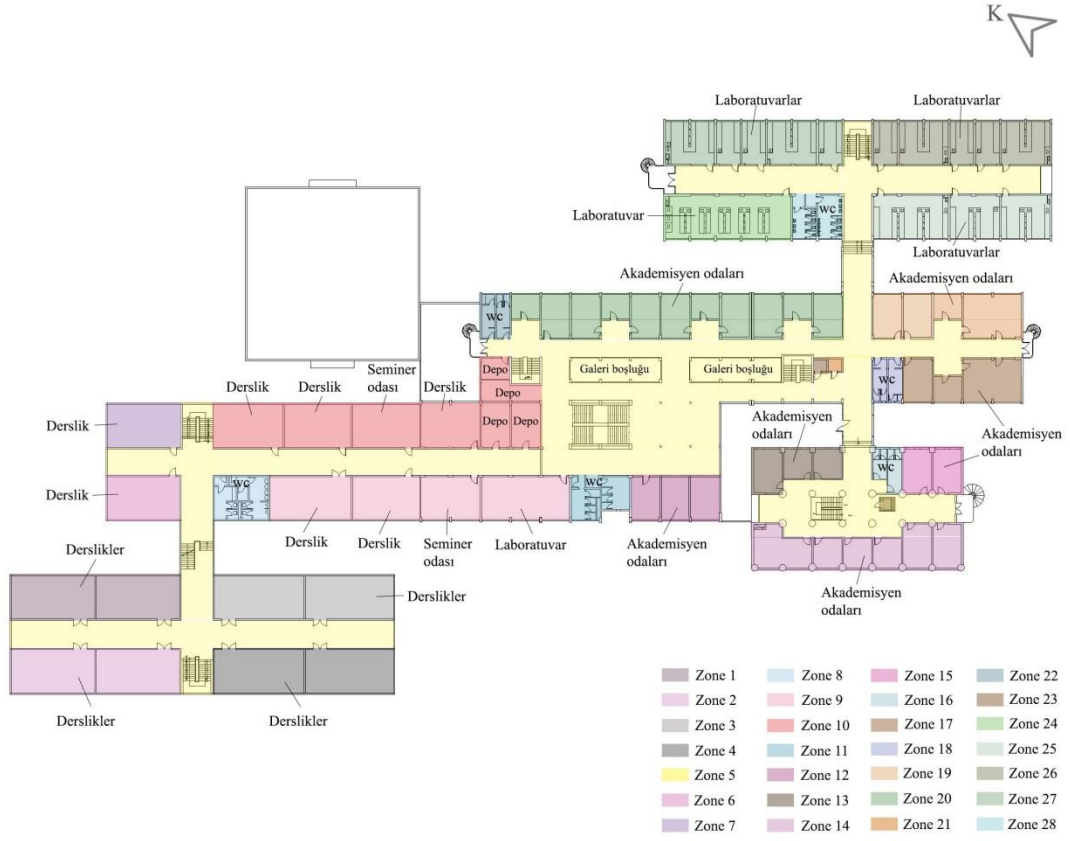 K
Laboratuvarlar
Laboratuvarlar
Laboratuvar
wc
Laboratuvarlar
Akademisyen odaları
Akademisyen odaları
wc
Seminer
odası
Derslik
Derslik
Derslik
Depo
Galeri boşluğu
Galeri boşluğu
wc
Depo
Derslik
Depo
Depo
Akademisyen
odaları
Akademisyen
odaları
Akademisyen
odaları
wc
wc
wc
Derslik
Derslik
Derslik
Seminer
odası
Laboratuvar
Akademisyen
odaları
Derslikler
Akademisyen
odaları
Derslikler
Derslikler
Derslikler
Zone 1
Zone 2
Zone 3
Zone 4
Zone 5
Zone 6
Zone 7
Zone 8
Zone 9
Zone 10
Zone 11
Zone 12
Zone 13
Zone 14
Zone 15
Zone 16
Zone 17
Zone 18
Zone 19
Zone 20
Zone 21
Zone 22
Zone 23
Zone 24
Zone 25
Zone 26
Zone 27
Zone 28